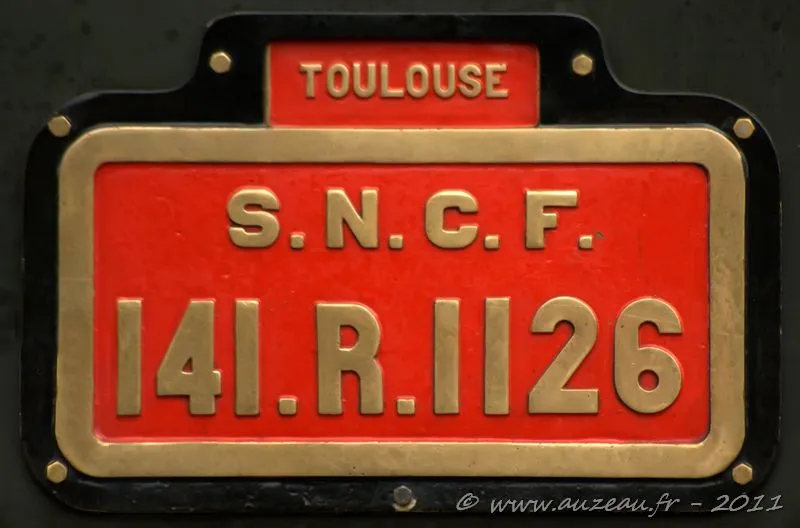 TOULOUSE
S.N.C.F.
141.R.1126
© www.auzeau.fr - 2011